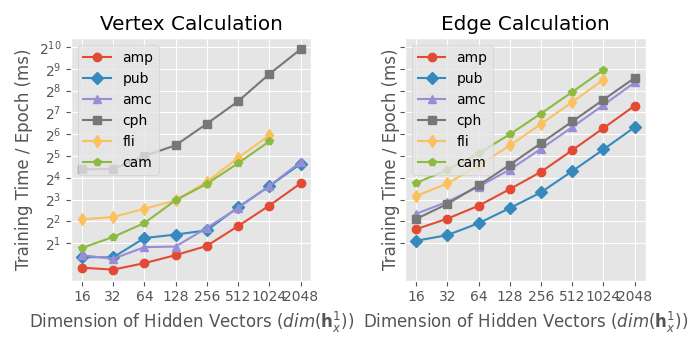 Vertex Calculation
Training Time / Epoch (ms)
2^10
2^9
2^8
2^7
2^6
2^5
2^4
2^3
2^2
2^1
amp
pub
amc
cph
fli
cam
16 32 64 128 256 512 1024 2048
Dimension of Hidden Vectors (dim(h_x^1))
Edge Calculation
Training Time / Epoch (ms)
amp
pub
amc
cph
fli
cam
16 32 64 128 256 512 1024 2048
Dimension of Hidden Vectors (dim(h_x^1))